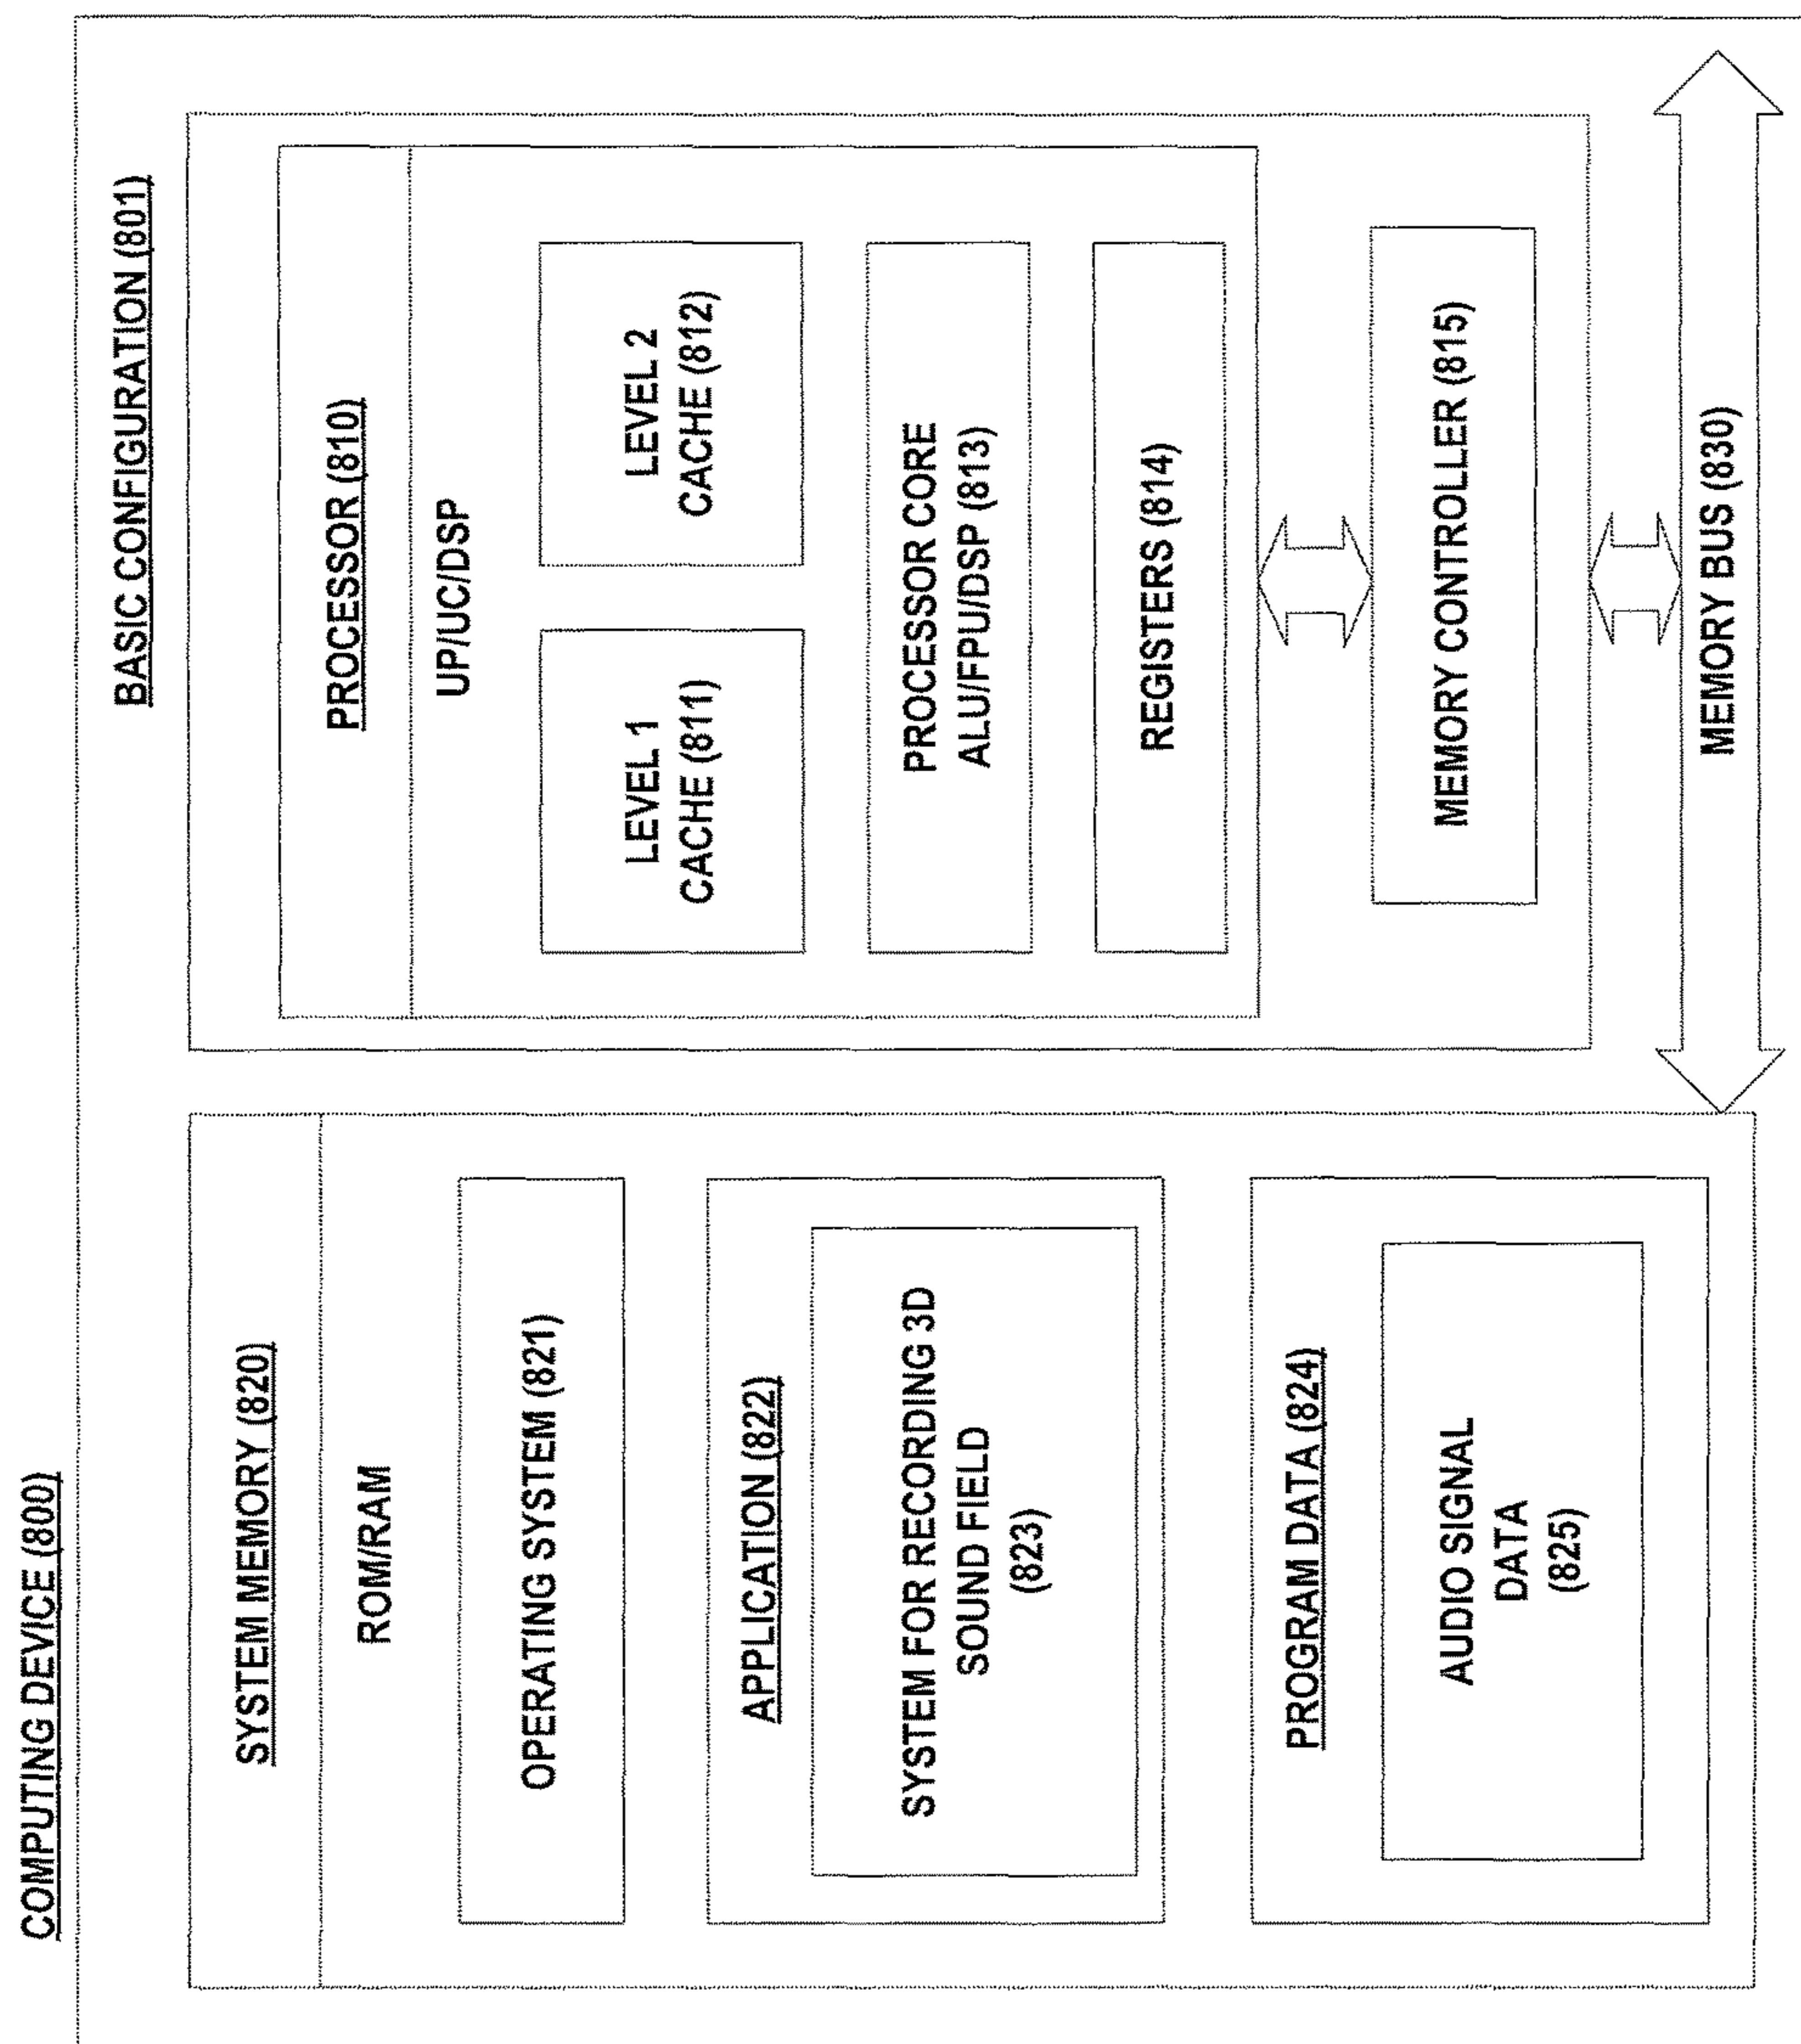 COMPUTING DEVICE (800)
BASIC CONFIGURATION (801)
SYSTEM MEMORY (820)
ROM/RAM
OPERATING SYSTEM (821)
APPLICATION (822)
SYSTEM FOR RECORDING 3D
SOUND FIELD
(823)
PROGRAM DATA (824)
AUDIO SIGNAL
DATA
(825)
PROCESSOR (810)
UP/UC/DSP
LEVEL 1
CACHE (811)
LEVEL 2
CACHE (812)
PROCESSOR CORE
ALU/FPU/DSP (813)
REGISTERS (814)
MEMORY CONTROLLER (815)
MEMORY BUS (830)